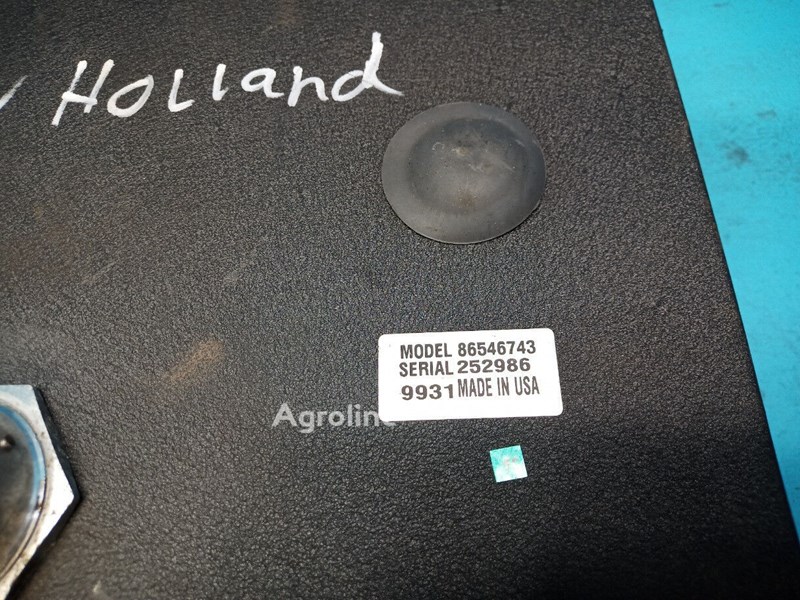 Holland
MODEL 86546743
SERIAL 252986
9931 MADE IN USA
Agroline